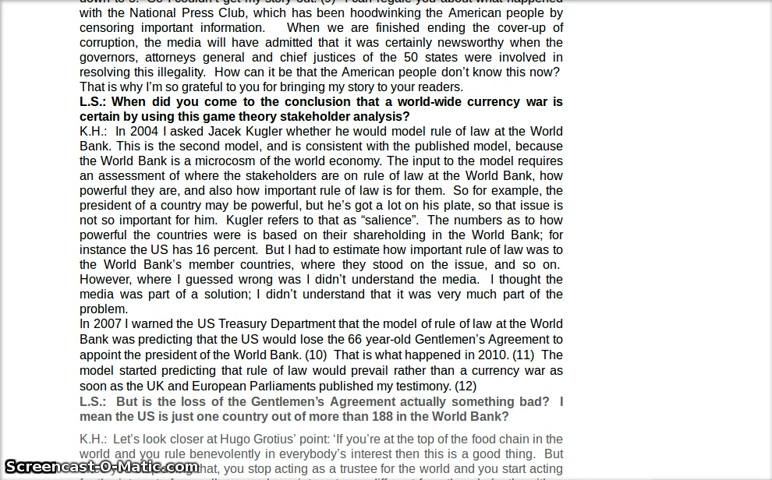 down to 5. So I couldn't get my story out. (9) I can regale you about what happened
with the National Press Club, which has been hoodwinking the American people by
censoring important information. When we are finished ending the cover-up of
corruption, the media will have admitted that it was certainly newsworthy when the
governors, attorneys general and chief justices of the 50 states were involved in
resolving this illegality. How can it be that the American people don't know this now?
That is why I'm so grateful to you for bringing my story to your readers.
L.S.: When did you come to the conclusion that a world-wide currency war is
certain by using this game theory stakeholder analysis?
K.H.: In 2004 I asked Jacek Kugler whether he would model rule of law at the World
Bank. This is the second model, and is consistent with the published model, because
the World Bank is a microcosm of the world economy. The input to the model requires
an assessment of where the stakeholders are on rule of law at the World Bank, how
powerful they are, and also how important rule of law is for them. So for example, the
president of a country may be powerful, but he's got a lot on his plate, so that issue is
not so important for him. Kugler refers to that as "salience". The numbers as to how
powerful the countries were is based on their shareholding in the World Bank; for
instance the US has 16 percent. But I had to estimate how important rule of law was to
the World Bank's member countries, where they stood on the issue, and so on.
However, where I guessed wrong was I didn't understand the media. I thought the
media was part of a solution; I didn't understand that it was very much part of the
problem.
In 2007 I warned the US Treasury Department that the model of rule of law at the World
Bank was predicting that the US would lose the 66 year-old Gentlemen's Agreement to
appoint the president of the World Bank. (10) That is what happened in 2010. (11) The
model started predicting that rule of law would prevail rather than a currency war as
soon as the UK and European Parliaments published my testimony. (12)
L.S.: But is the loss of the Gentlemen's Agreement actually something bad? I
mean the US is just one country out of more than 188 in the World Bank?
K.H.: Let's look closer at Hugo Grotius' point: 'If you're at the top of the food chain in the
world and you rule benevolently in everybody's interest then this is a good thing. But
that, you stop acting as a trustee for the world and you start acting
Screencast-O-Matic.com